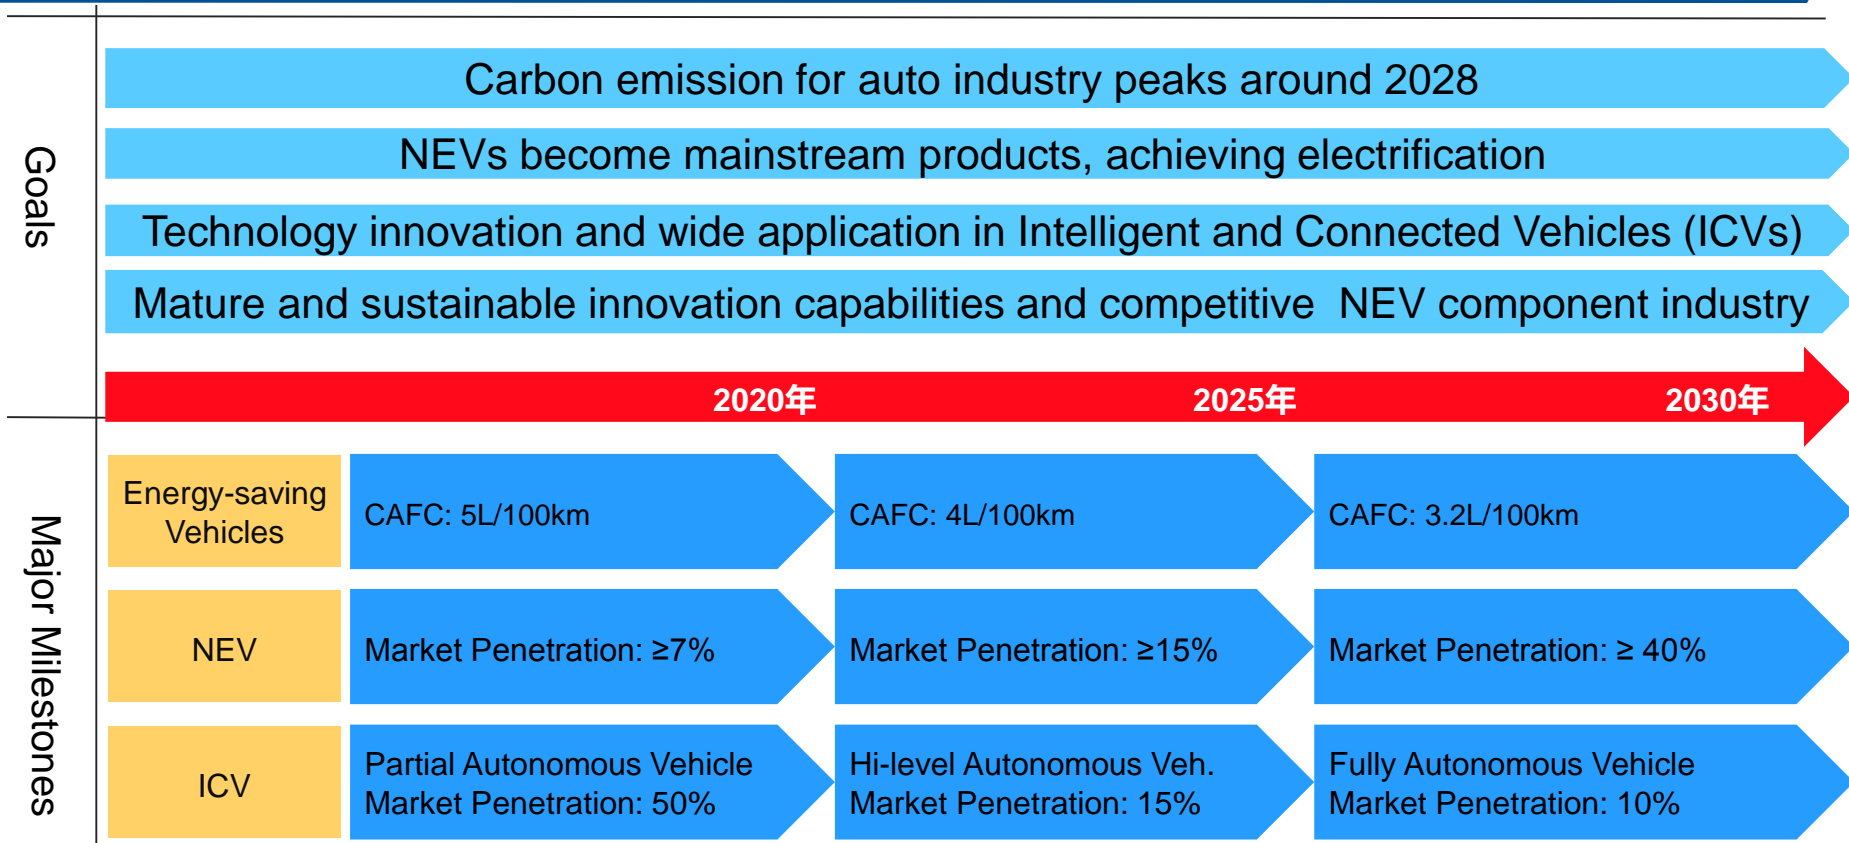 Goals
Carbon emission for auto industry peaks around 2028
NEVs become mainstream products, achieving electrification
Technology innovation and wide application in Intelligent and Connected Vehicles (ICVs)
Mature and sustainable innovation capabilities and competitive NEV component industry
2020年
2025年
2030年
Major Milestones
Energy-saving
Vehicles
CAFC: 5L/100km
CAFC: 4L/100km
CAFC: 3.2L/100km
NEV
Market Penetration: ≥7%
Market Penetration: ≥15%
Market Penetration: ≥ 40%
ICV
Partial Autonomous Vehicle
Market Penetration: 50%
Hi-level Autonomous Veh.
Market Penetration: 15%
Fully Autonomous Vehicle
Market Penetration: 10%